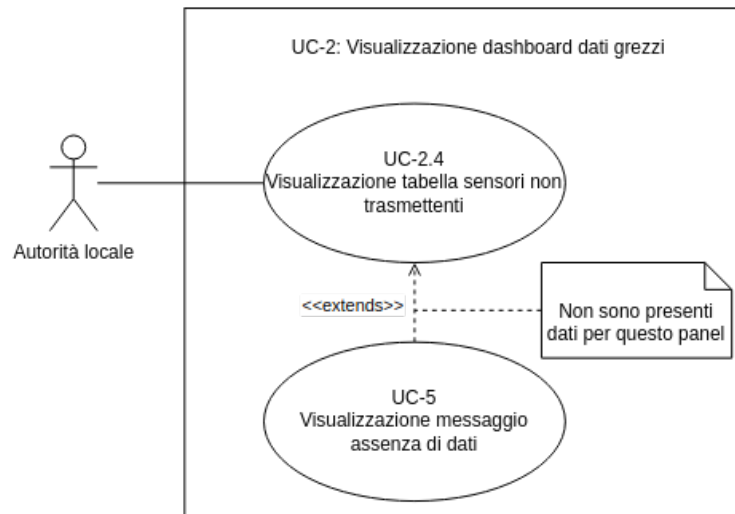 UC-2: Visualizzazione dashboard dati grezzi
UC-2.4
Visualizzazione tabella sensori non
trasmettenti
Autorità locale
<<extends>>
Non sono presenti
dati per questo panel
UC-5
Visualizzazione messaggio
assenza di dati